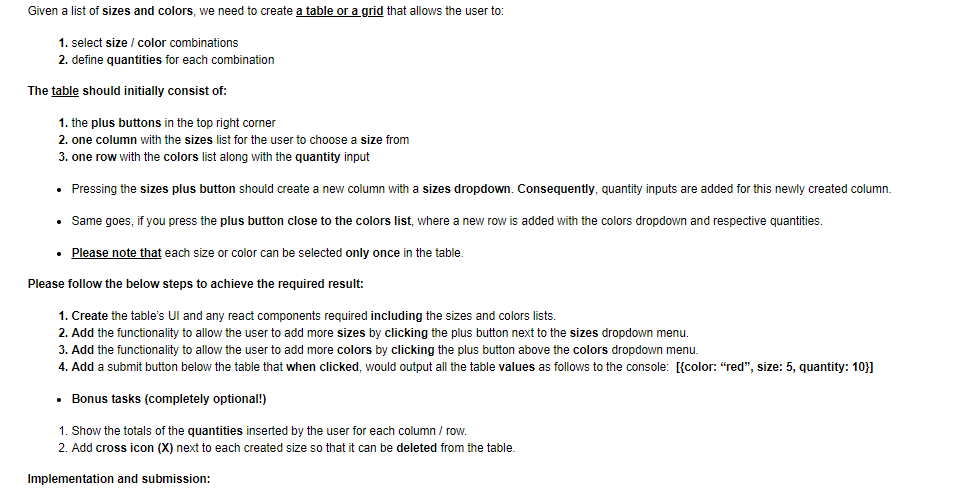 Given a list of sizes and colors, we need to create a table or a grid that allows the user to:
1. select size / color combinations
2. define quantities for each combination
The table should initially consist of:
1. the plus buttons in the top right corner
2. one column with the sizes list for the user to choose a size from
3. one row with the colors list along with the quantity input
• Pressing the sizes plus button should create a new column with a sizes dropdown. Consequently, quantity inputs are added for this newly created column.
• Same goes, if you press the plus button close to the colors list, where a new row is added with the colors dropdown and respective quantities.
• Please note that each size or color can be selected only once in the table.
Please follow the below steps to achieve the required result:
1. Create the table's UI and any react components required including the sizes and colors lists.
2. Add the functionality to allow the user to add more sizes by clicking the plus button next to the sizes dropdown menu.
3. Add the functionality to allow the user to add more colors by clicking the plus button above the colors dropdown menu.
4. Add a submit button below the table that when clicked, would output all the table values as follows to the console: [{color: “red”, size: 5, quantity: 10}]
• Bonus tasks (completely optional!)
1. Show the totals of the quantities inserted by the user for each column / row.
2. Add cross icon (X) next to each created size so that it can be deleted from the table.
Implementation and submission: